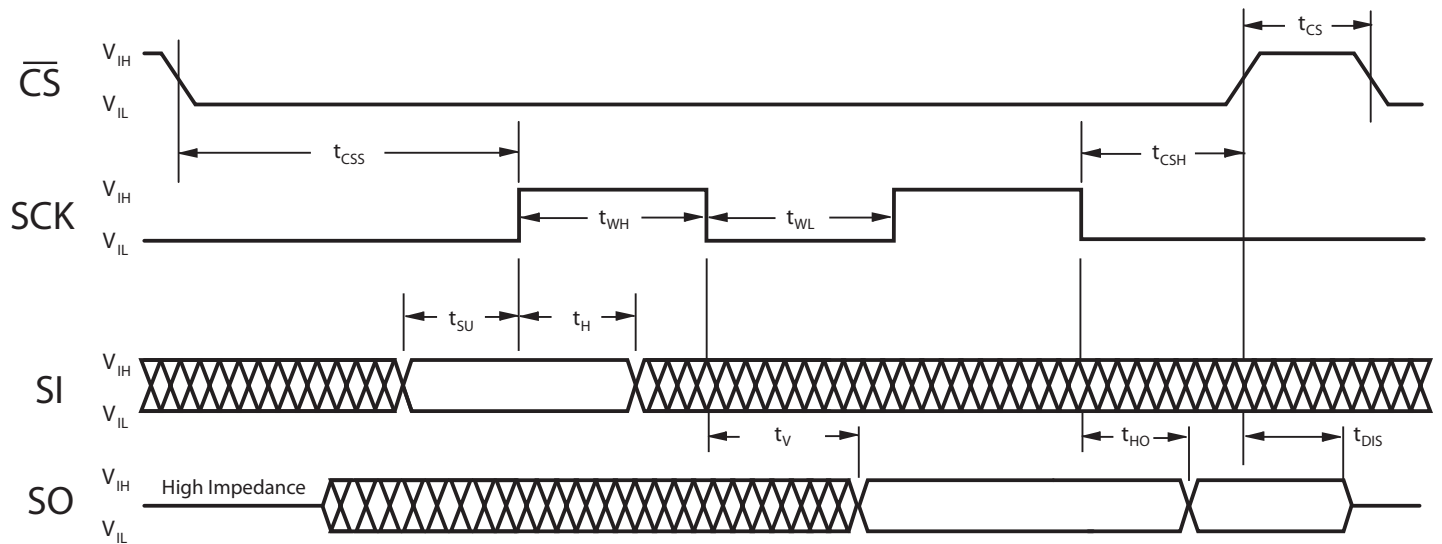 t_CS
V_IH
C̅S̅
V_IL
t_CSS
t_CSH
V_IH
SCK
t_WH
t_WL
V_IL
t_SU
t_H
V_IH
SI
V_IL
t_V
t_HO
t_DIS
V_IH
High Impedance
SO
V_IL